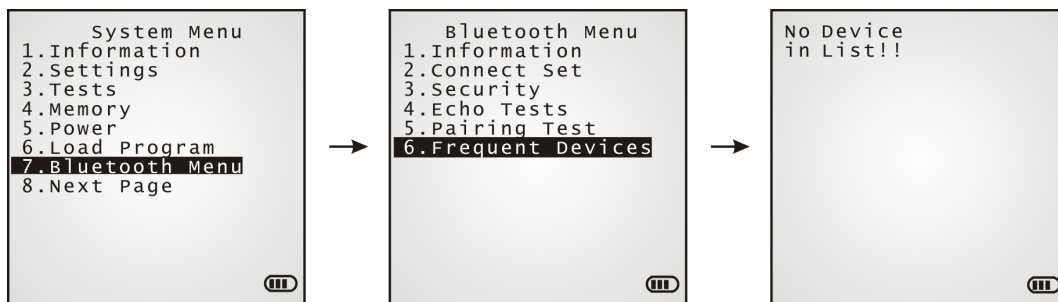 System Menu
1.Information
2.Settings
3.Tests
4.Memory
5.Power
6.Load Program
7.Bluetooth Menu
8.Next Page
Bluetooth Menu
1.Information
2.Connect Set
3.Security
4.Echo Tests
5.Pairing Test
6.Frequent Devices
No Device
in List!!